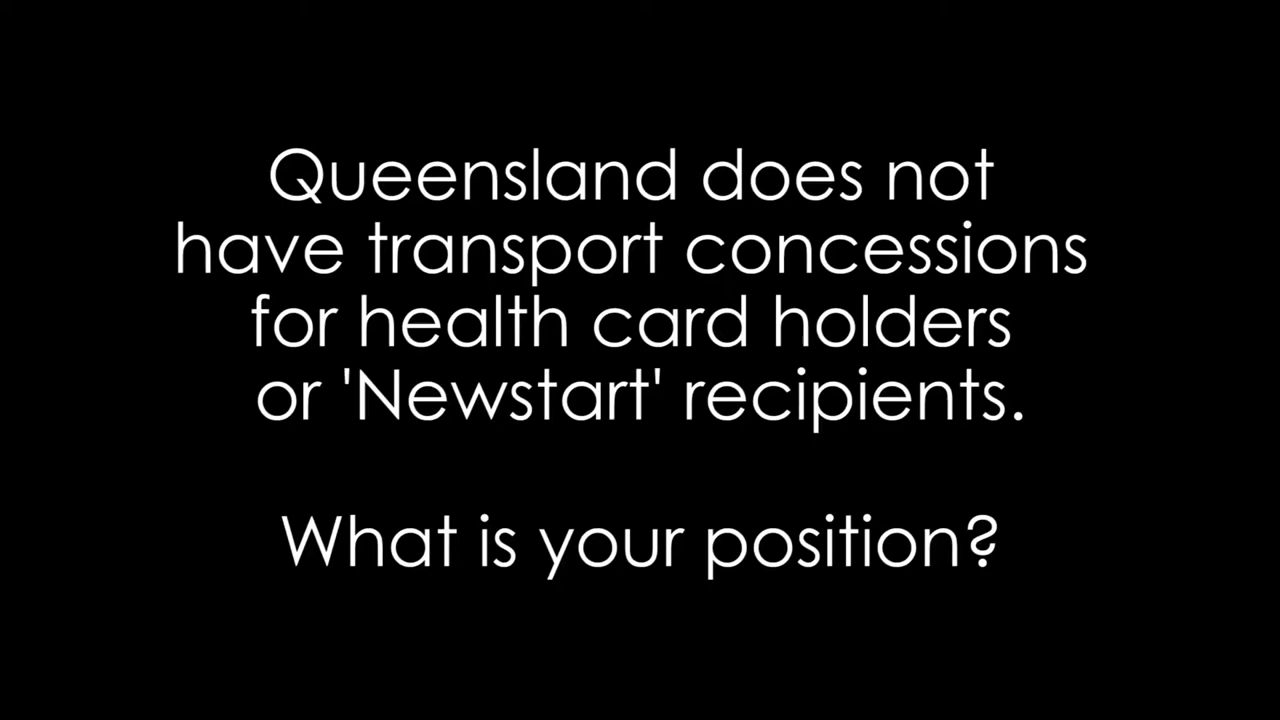 Queensland does not
have transport concessions
for health card holders
or 'Newstart' recipients.
What is your position?